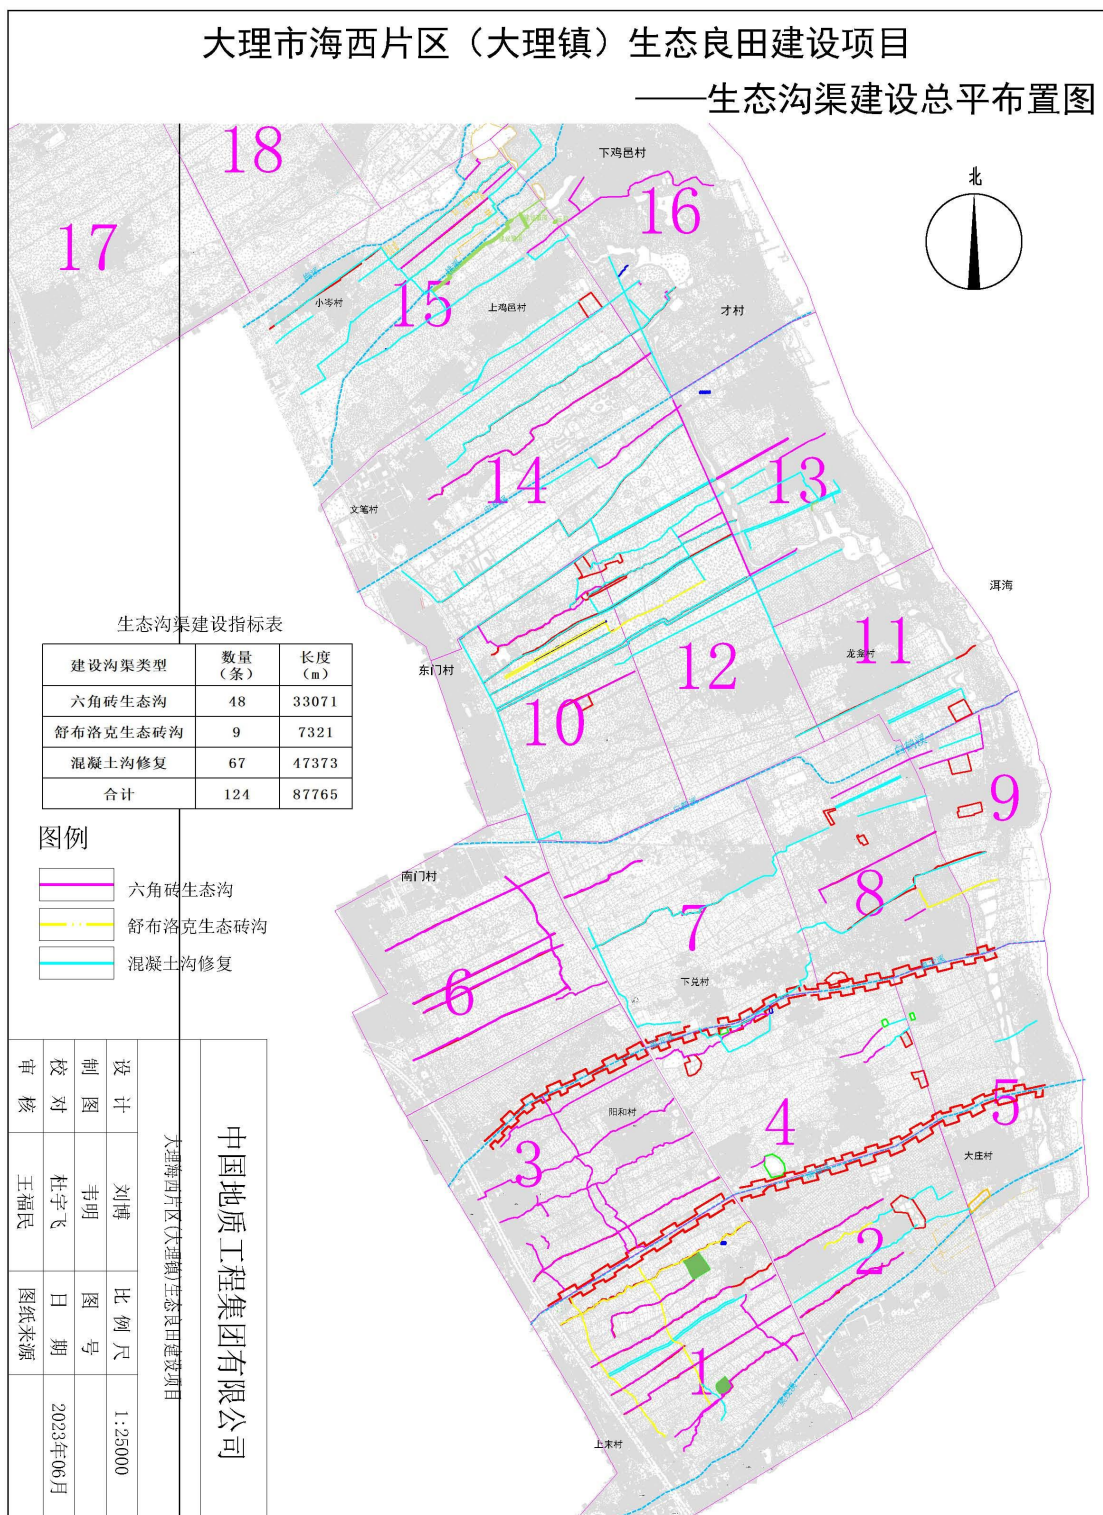 大理市海西片区（大理镇）生态良田建设项目
——生态沟渠建设总平布置图
北
18
17
16
15
14
13
12
11
10
9
8
7
6
5
4
3
2
1
下鸡邑村
小岑村
上鸡邑村
才村
文笔村
洱海
东门村
龙龛村
南门村
下兑村
阳和村
大庄村
上末村
生态沟渠建设指标表
建设沟渠类型 数量（条） 长度（m）
六角砖生态沟 48 33071
舒布洛克生态砖沟 9 7321
混凝土沟修复 67 47373
合计 124 87765
图例
六角砖生态沟
舒布洛克生态砖沟
混凝土沟修复
中国地质工程集团有限公司
大理海西片区(大理镇)生态良田建设项目
设计 刘博 比例尺 1:25000
制图 韦明 图号
校对 杜宇飞 日期 2023年06月
审核 王福民 图纸来源